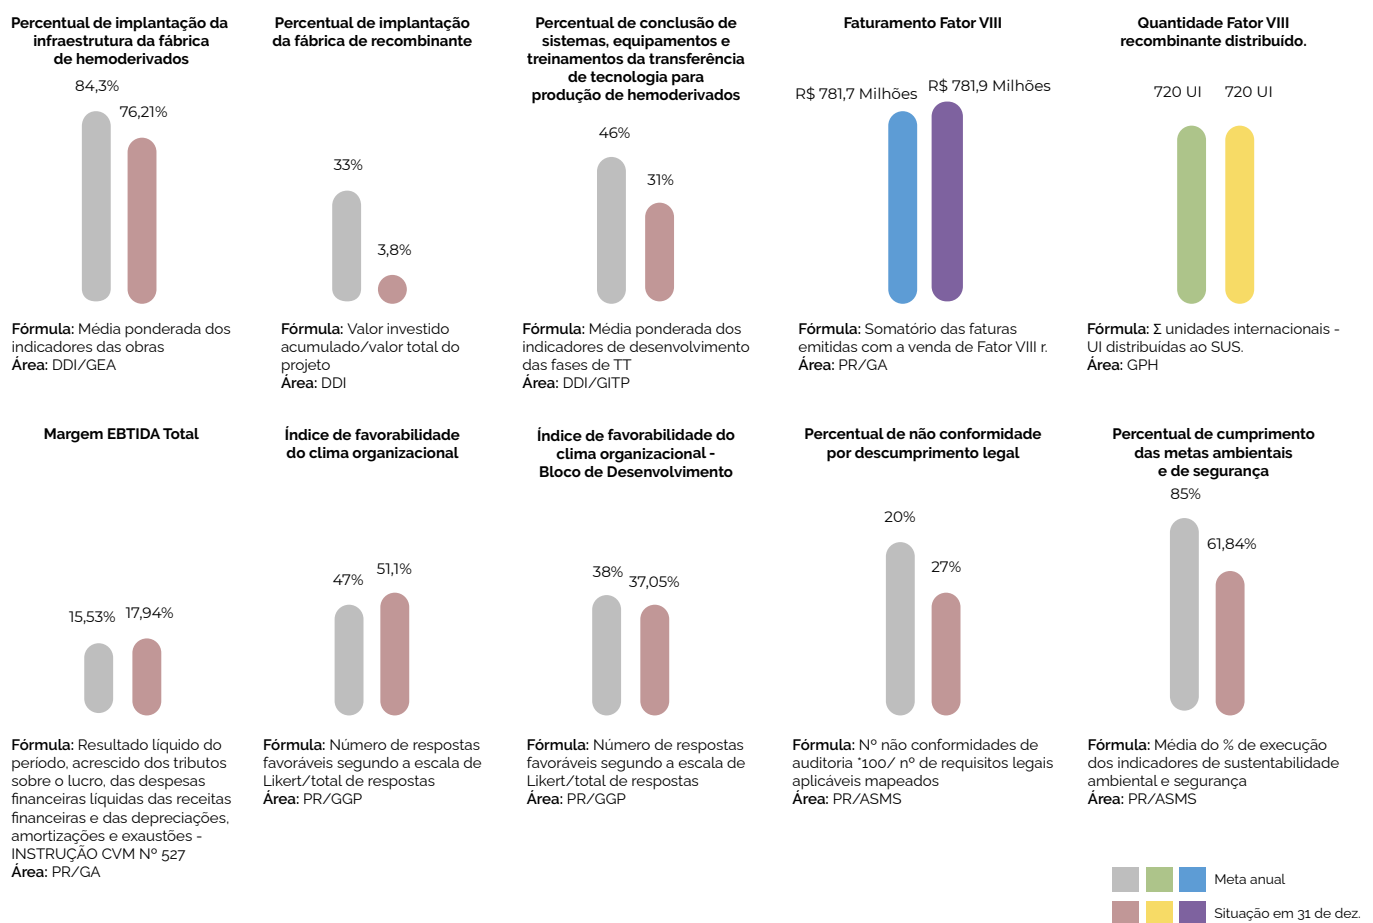 Percentual de implantação da
infraestrutura da fábrica
de hemoderivados
84,3%
76,21%
Fórmula: Média ponderada dos
indicadores das obras
Área: DDI/GEA
Percentual de implantação
da fábrica de recombinante
33%
3,8%
Fórmula: Valor investido
acumulado/valor total do
projeto
Área: DDI
Percentual de conclusão de
sistemas, equipamentos e
treinamentos da transferência
de tecnologia para
produção de hemoderivados
46%
31%
Fórmula: Média ponderada dos
indicadores de desenvolvimento
das fases de TT
Área: DDI/GITP
Faturamento Fator VIII
R$ 781,7 Milhões
R$ 781,9 Milhões
Fórmula: Somatório das faturas
emitidas com a venda de Fator VIII r.
Área: PR/GA
Quantidade Fator VIII
recombinante distribuído.
720 UI
720 UI
Fórmula: Σ unidades internacionais -
UI distribuídas ao SUS.
Área: GPH
Margem EBTIDA Total
15,53%
17,94%
Fórmula: Resultado líquido do
período, acrescido dos tributos
sobre o lucro, das despesas
financeiras líquidas das receitas
financeiras e das depreciações,
amortizações e exaustões -
INSTRUÇÃO CVM Nº 527
Área: PR/GA
Índice de favorabilidade
do clima organizacional
47%
51,1%
Fórmula: Número de respostas
favoráveis segundo a escala de
Likert/total de respostas
Área: PR/GGP
Índice de favorabilidade do
clima organizacional -
Bloco de Desenvolvimento
38%
37,05%
Fórmula: Número de respostas
favoráveis segundo a escala de
Likert/total de respostas
Área: PR/GGP
Percentual de não conformidade
por descumprimento legal
20%
27%
Fórmula: Nº não conformidades de
auditoria *100/ nº de requisitos legais
aplicáveis mapeados
Área: PR/ASMS
Percentual de cumprimento
das metas ambientais
e de segurança
85%
61,84%
Fórmula: Média do % de execução
dos indicadores de sustentabilidade
ambiental e segurança
Área: PR/ASMS
Meta anual
Situação em 31 de dez.